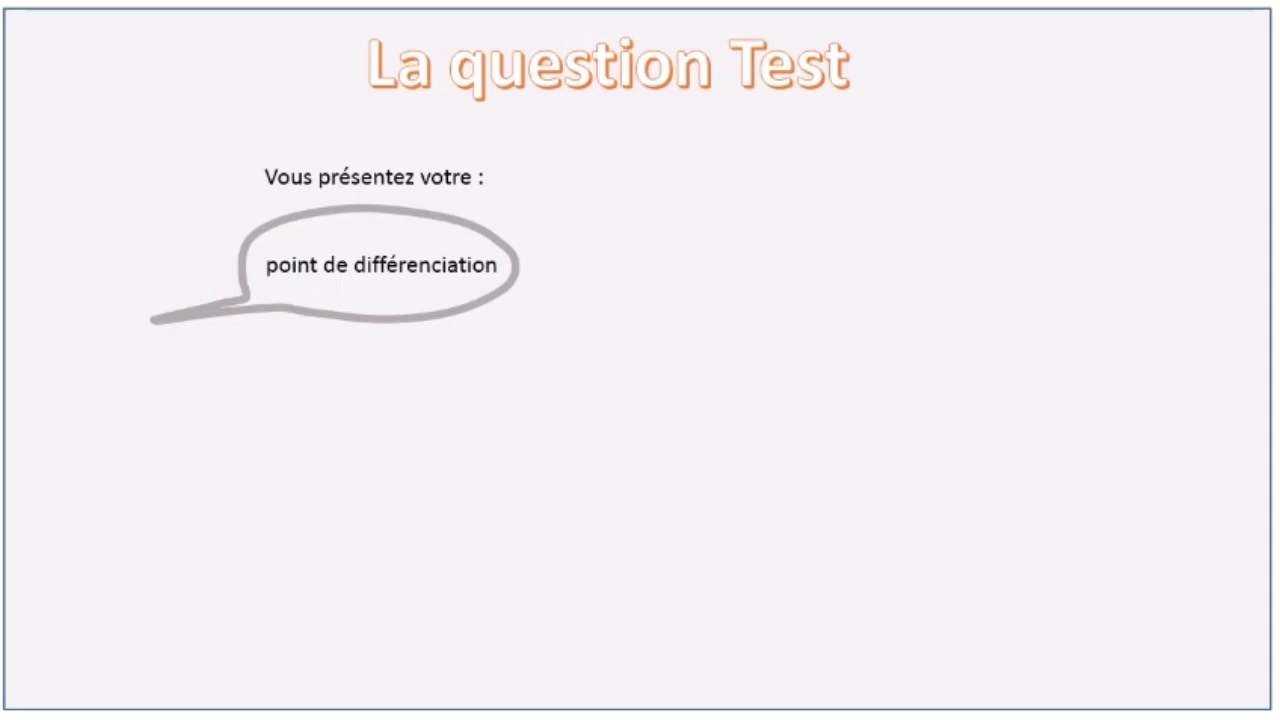 La question Test
Vous présentez votre :
point de différenciation